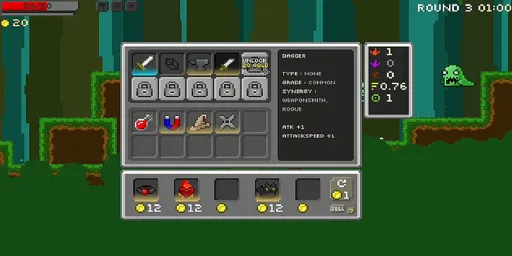 ROUND 3 01:00
20
UNLOCK
20 GOLD
DAGGER
TYPE : NONE
GRADE : COMMON
SYNERGY :
WEAPONSMITH,
ROGUE
ATK +1
ATTACKSPEED +1
1
0
0
0.76
1
12
12
12
1
SELL